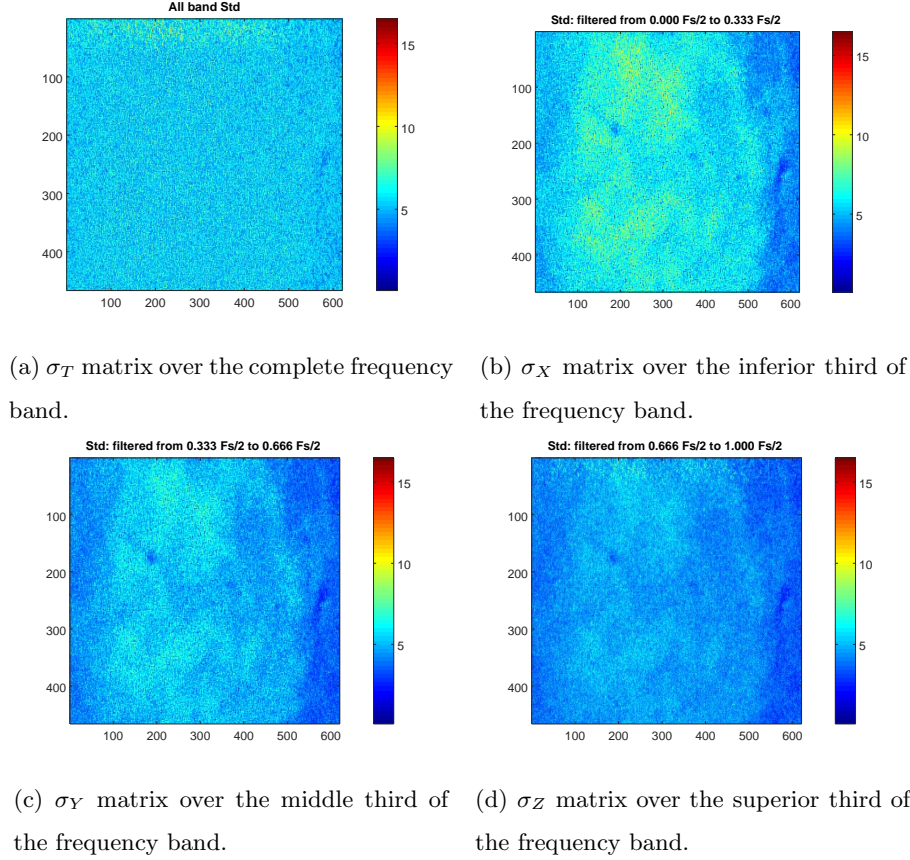 All band Std
100
200
300
400
100 200 300 400 500 600
15
10
5
Std: filtered from 0.000 Fs/2 to 0.333 Fs/2
100
200
300
400
100 200 300 400 500 600
15
10
5
(a) σT matrix over the complete frequency
band.
(b) σX matrix over the inferior third of
the frequency band.
Std: filtered from 0.333 Fs/2 to 0.666 Fs/2
100
200
300
400
100 200 300 400 500 600
15
10
5
Std: filtered from 0.666 Fs/2 to 1.000 Fs/2
100
200
300
400
100 200 300 400 500 600
15
10
5
(c) σY matrix over the middle third of
the frequency band.
(d) σZ matrix over the superior third of
the frequency band.